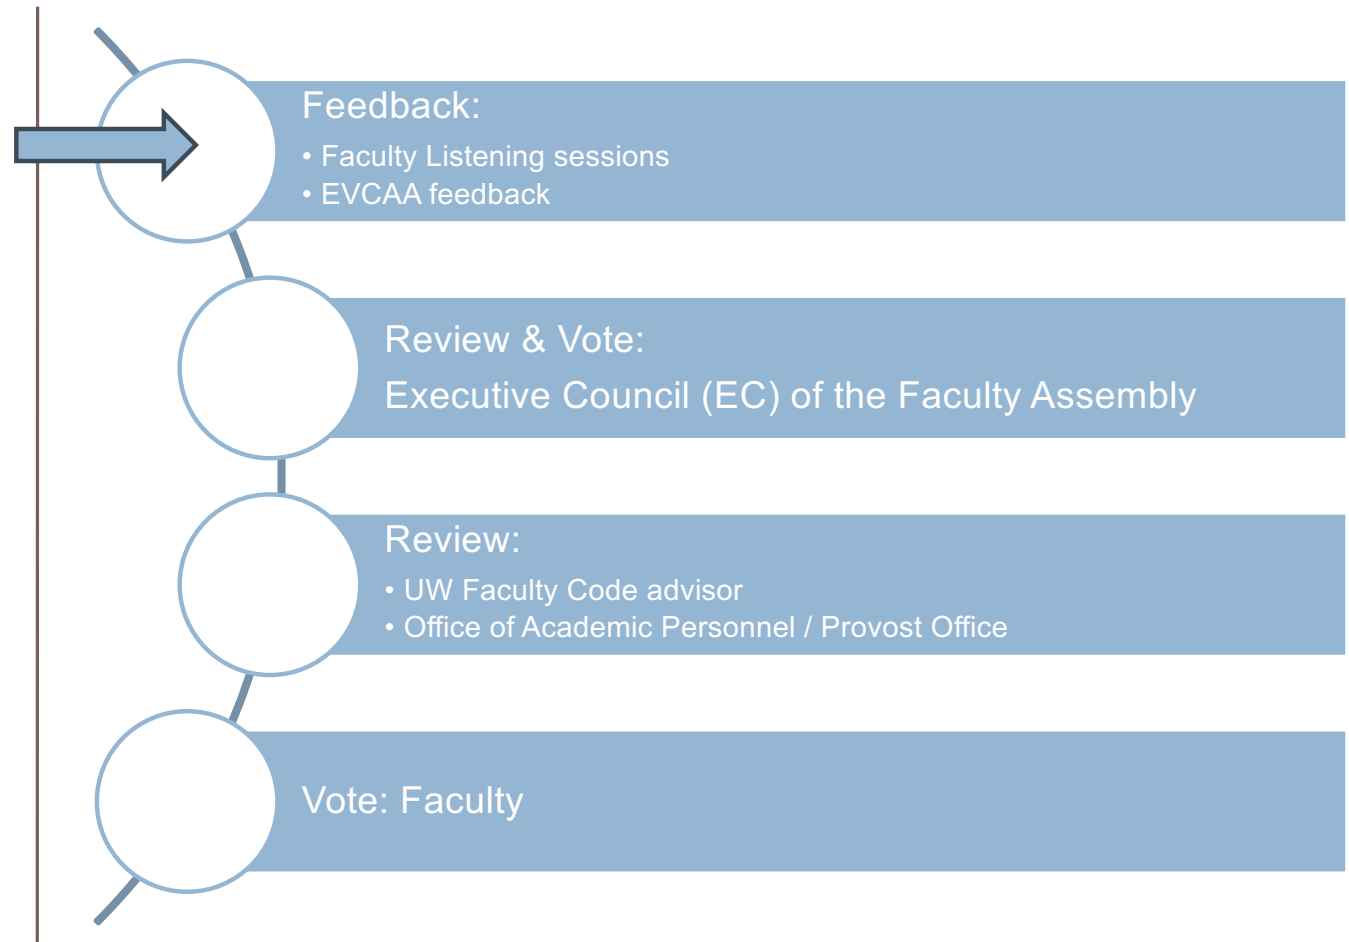 Feedback:
• Faculty Listening sessions
• EVCAA feedback
Review & Vote:
Executive Council (EC) of the Faculty Assembly
Review:
• UW Faculty Code advisor
• Office of Academic Personnel / Provost Office
Vote: Faculty